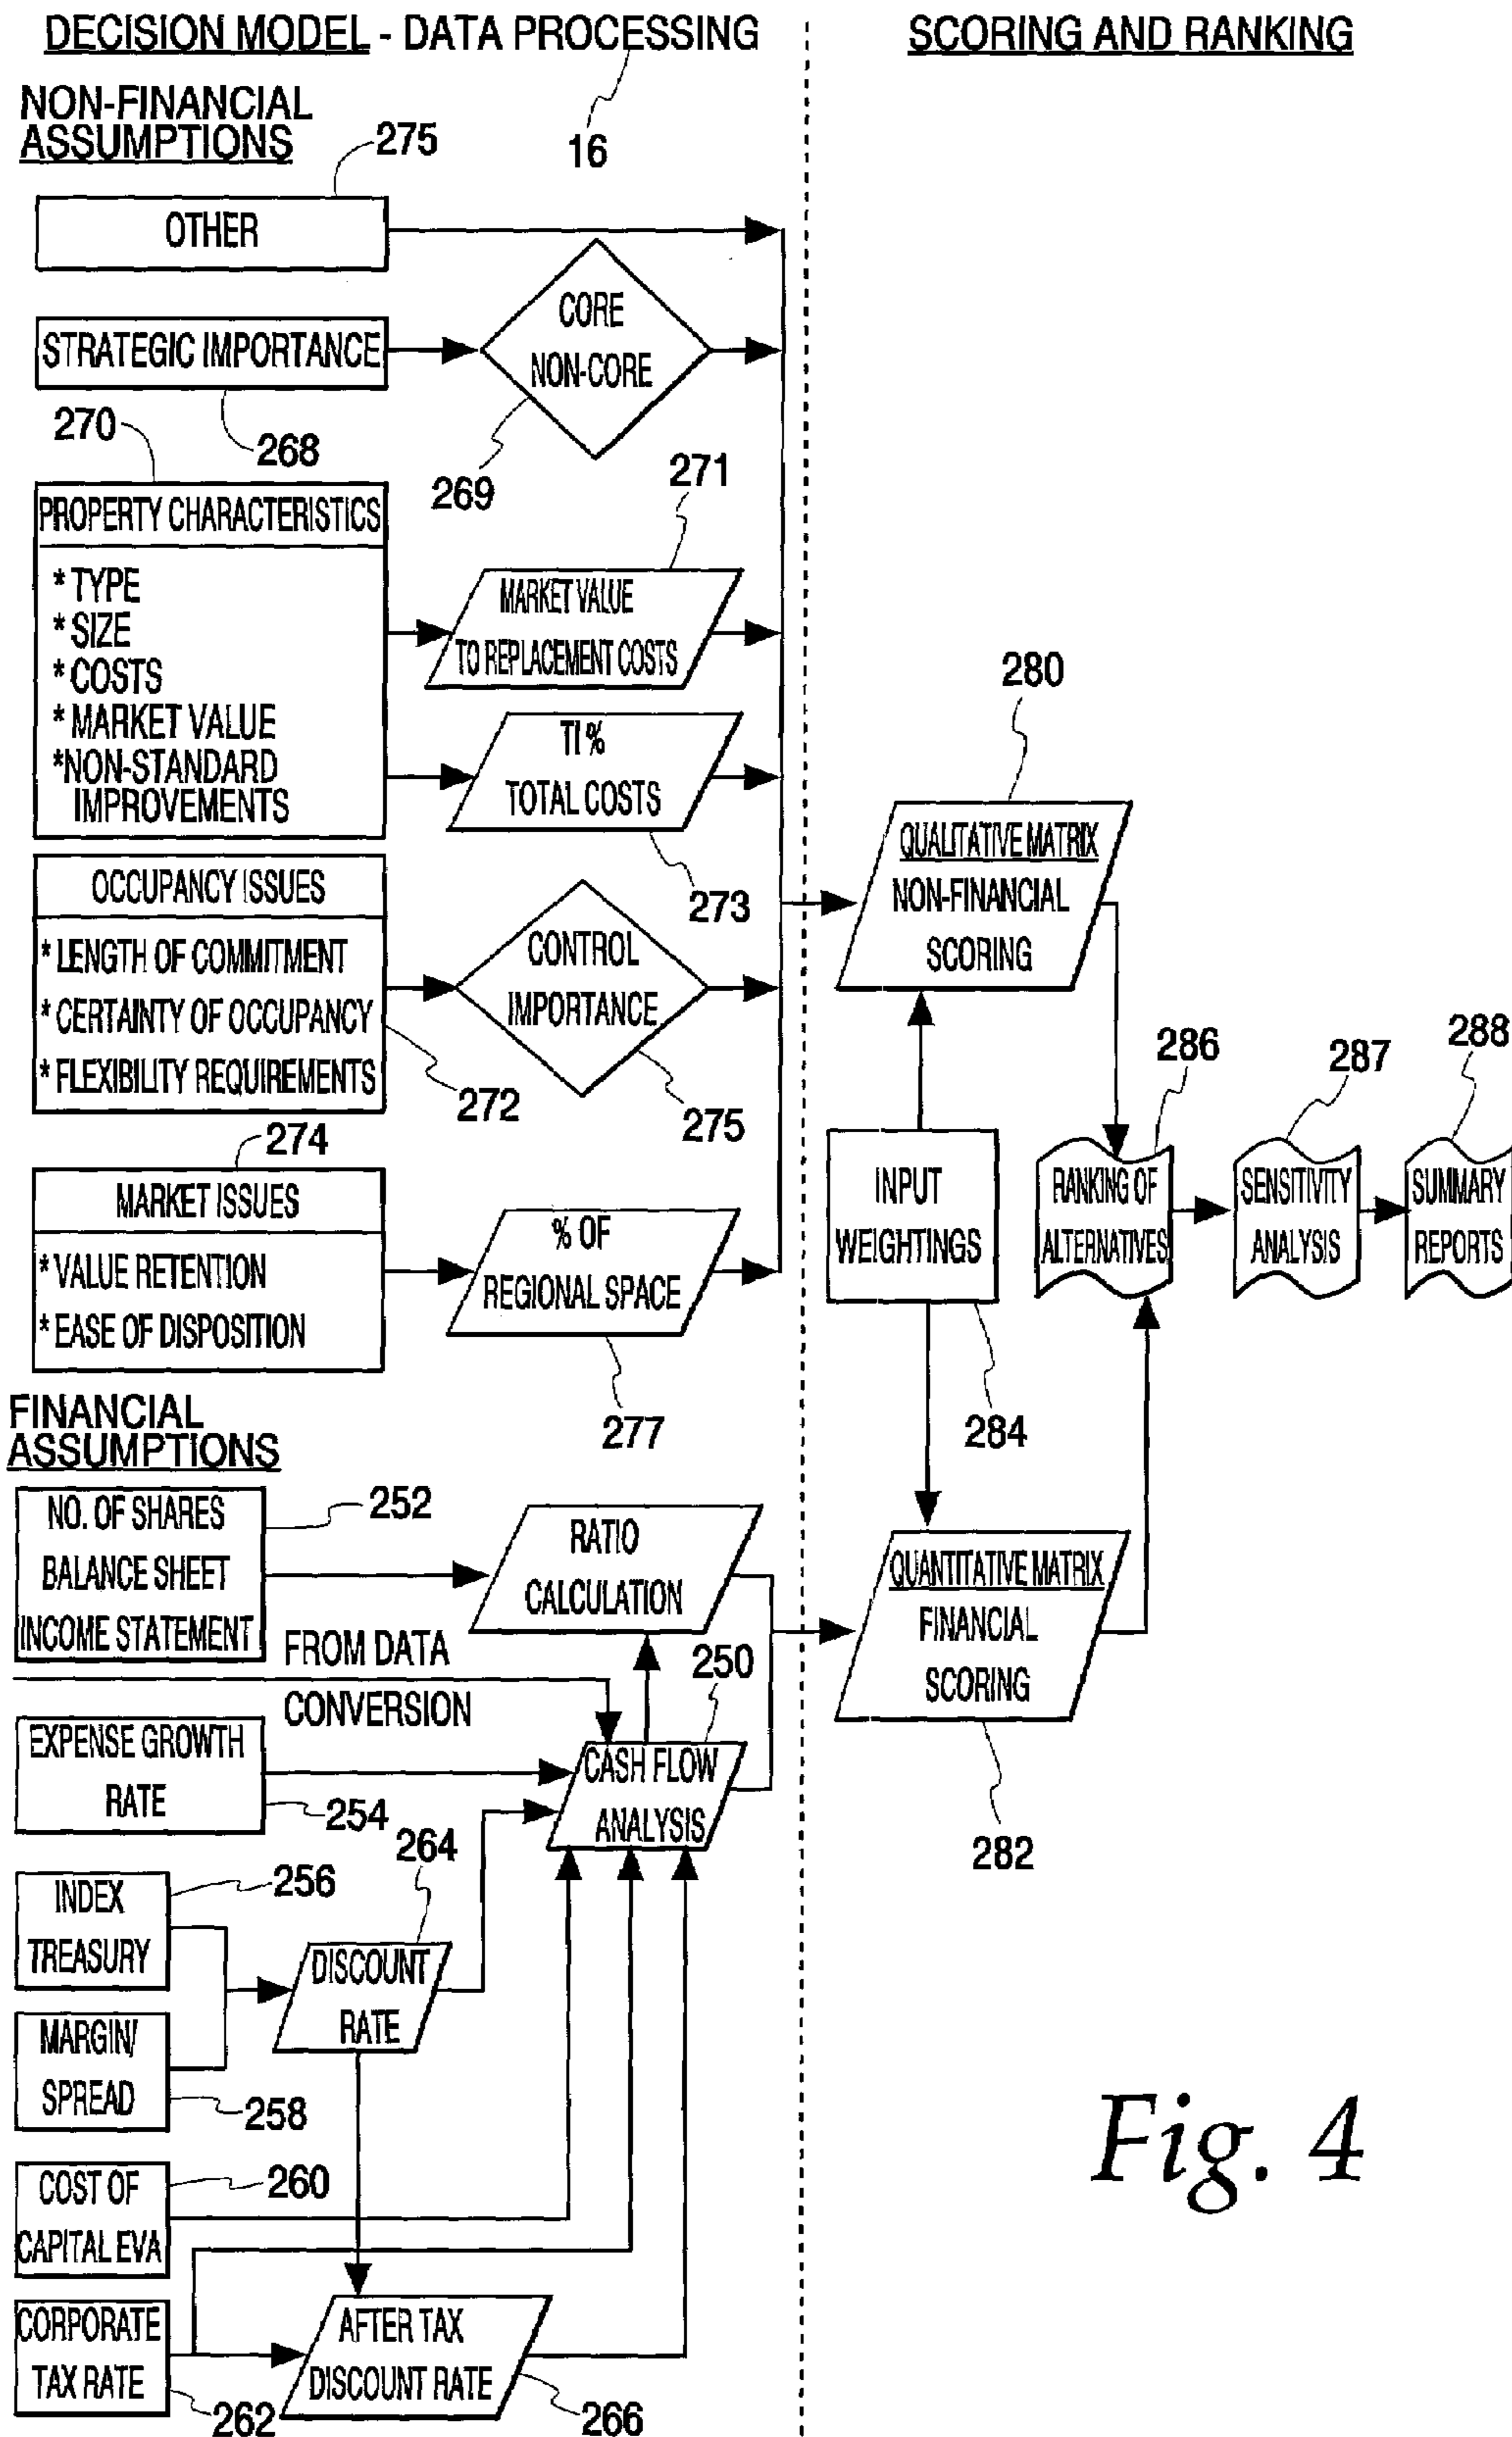 DECISION MODEL - DATA PROCESSING
SCORING AND RANKING
NON-FINANCIAL
ASSUMPTIONS
275
16
OTHER
CORE
NON-CORE
STRATEGIC IMPORTANCE
270
268
269
271
PROPERTY CHARACTERISTICS
* TYPE
* SIZE
* COSTS
* MARKET VALUE
*NON-STANDARD
IMPROVEMENTS
MARKET VALUE
TO REPLACEMENT COSTS
TI %
TOTAL COSTS
273
280
QUALITATIVE MATRIX
NON-FINANCIAL
SCORING
OCCUPANCY ISSUES
* LENGTH OF COMMITMENT
* CERTAINTY OF OCCUPANCY
* FLEXIBILITY REQUIREMENTS
CONTROL
IMPORTANCE
272
275
286
287
288
274
MARKET ISSUES
* VALUE RETENTION
* EASE OF DISPOSITION
% OF
REGIONAL SPACE
277
INPUT
WEIGHTINGS
284
RANKING OF
ALTERNATIVES
SENSITIVITY
ANALYSIS
SUMMARY
REPORTS
FINANCIAL
ASSUMPTIONS
NO. OF SHARES
BALANCE SHEET
INCOME STATEMENT
252
RATIO
CALCULATION
QUANTITATIVE MATRIX
FINANCIAL
SCORING
282
FROM DATA
CONVERSION
250
EXPENSE GROWTH
RATE
254
CASH FLOW
ANALYSIS
264
INDEX
TREASURY
256
DISCOUNT
RATE
MARGIN/
SPREAD
258
COST OF
CAPITAL EVA
260
CORPORATE
TAX RATE
262
AFTER TAX
DISCOUNT RATE
266
Fig. 4